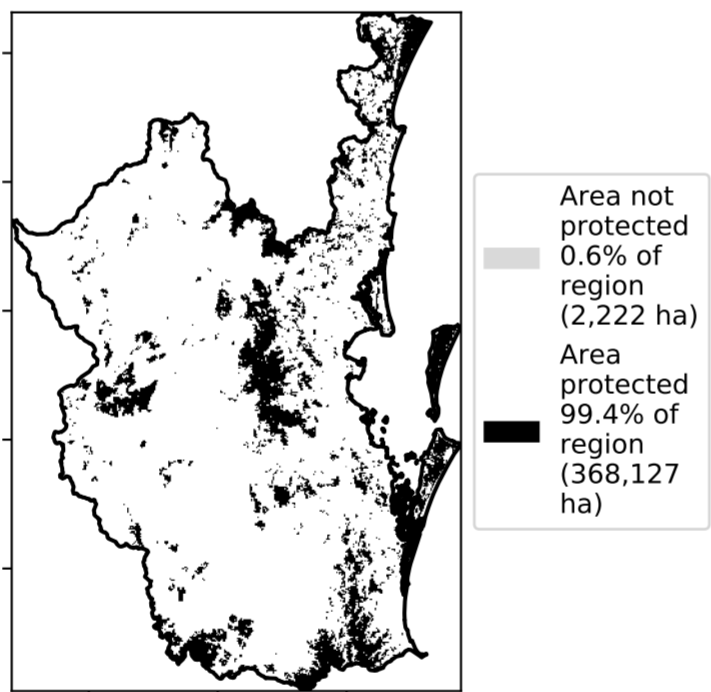 Area not
protected
0.6% of
region
(2,222 ha)
Area
protected
99.4% of
region
(368,127
ha)